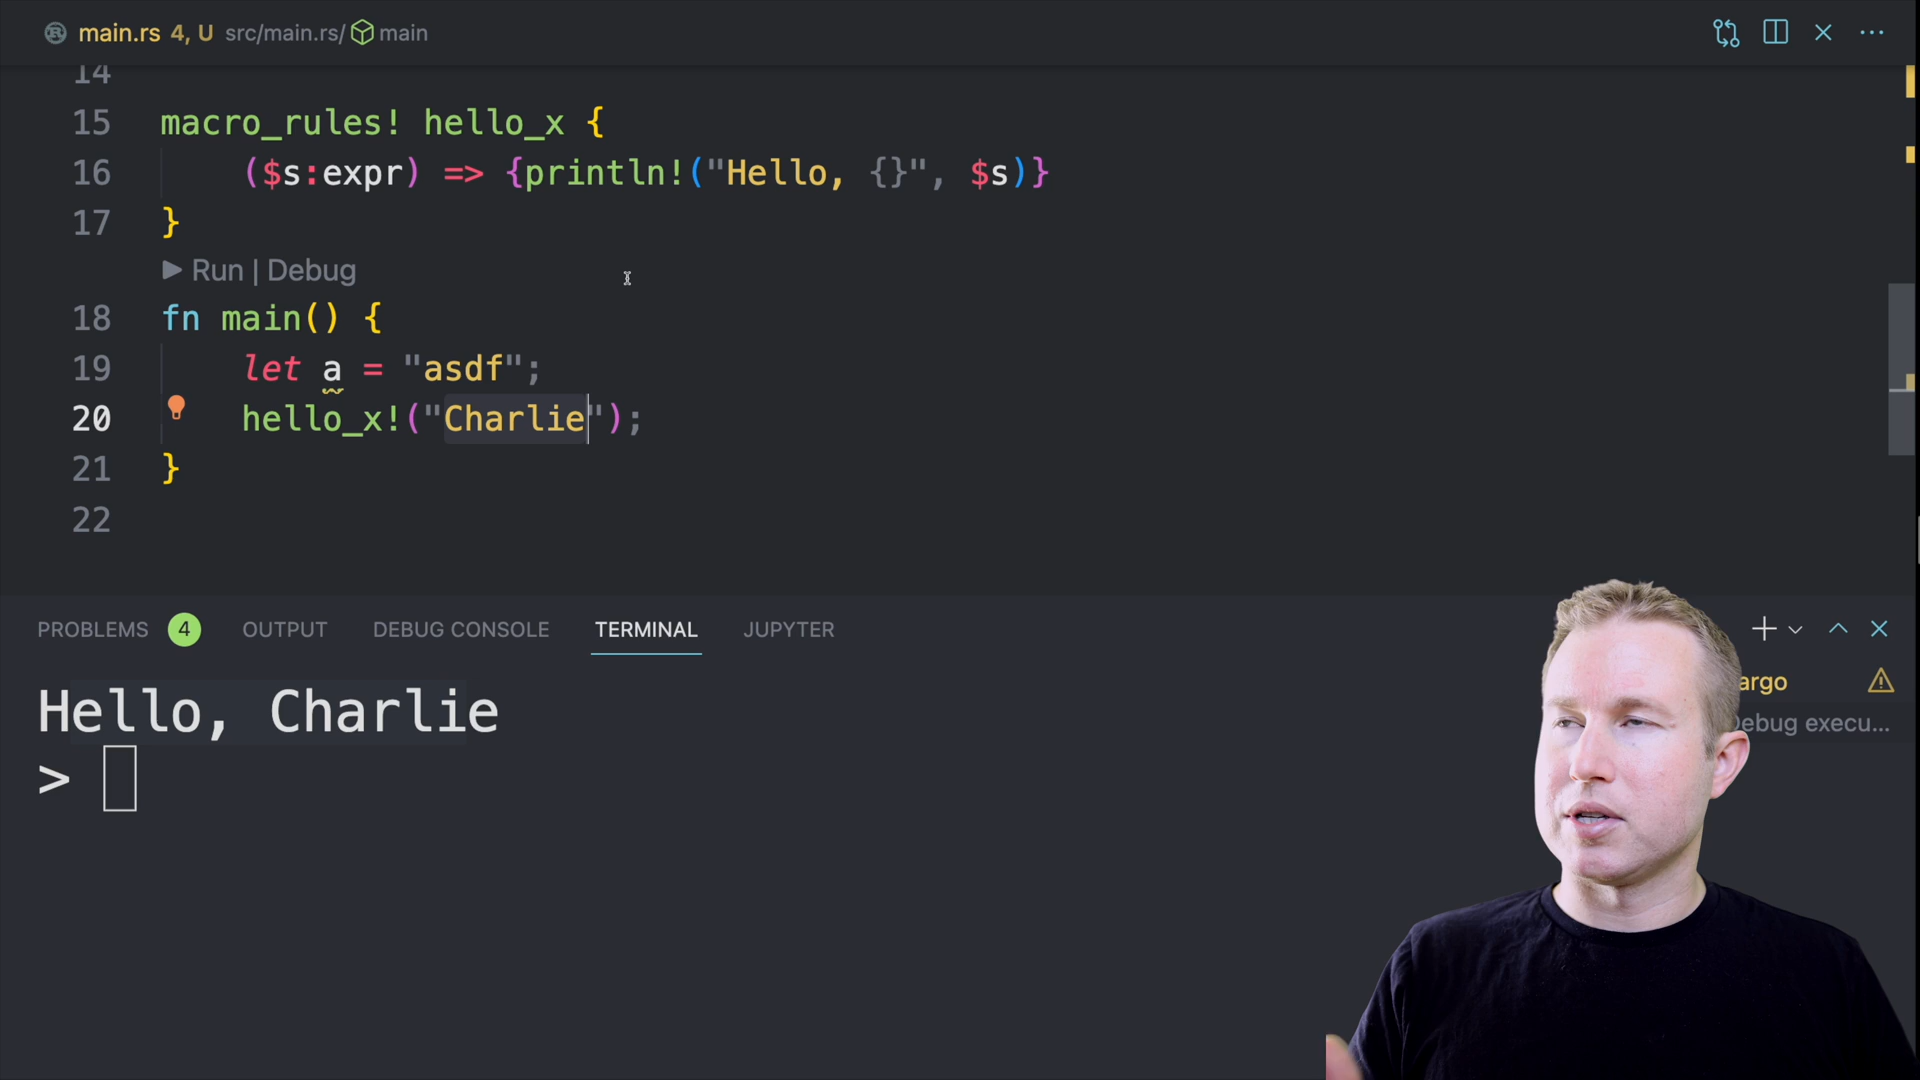 main.rs 4, U src/main.rs/ main
14
15 macro_rules! hello_x {
16 ($s:expr) => {println!("Hello, {}", $s)}
17 }
Run | Debug
18 fn main() {
19 let a = "asdf";
20 hello_x!("Charlie");
21 }
22
PROBLEMS 4 OUTPUT DEBUG CONSOLE TERMINAL JUPYTER
argo
Hello, Charlie
ebug execu...
>